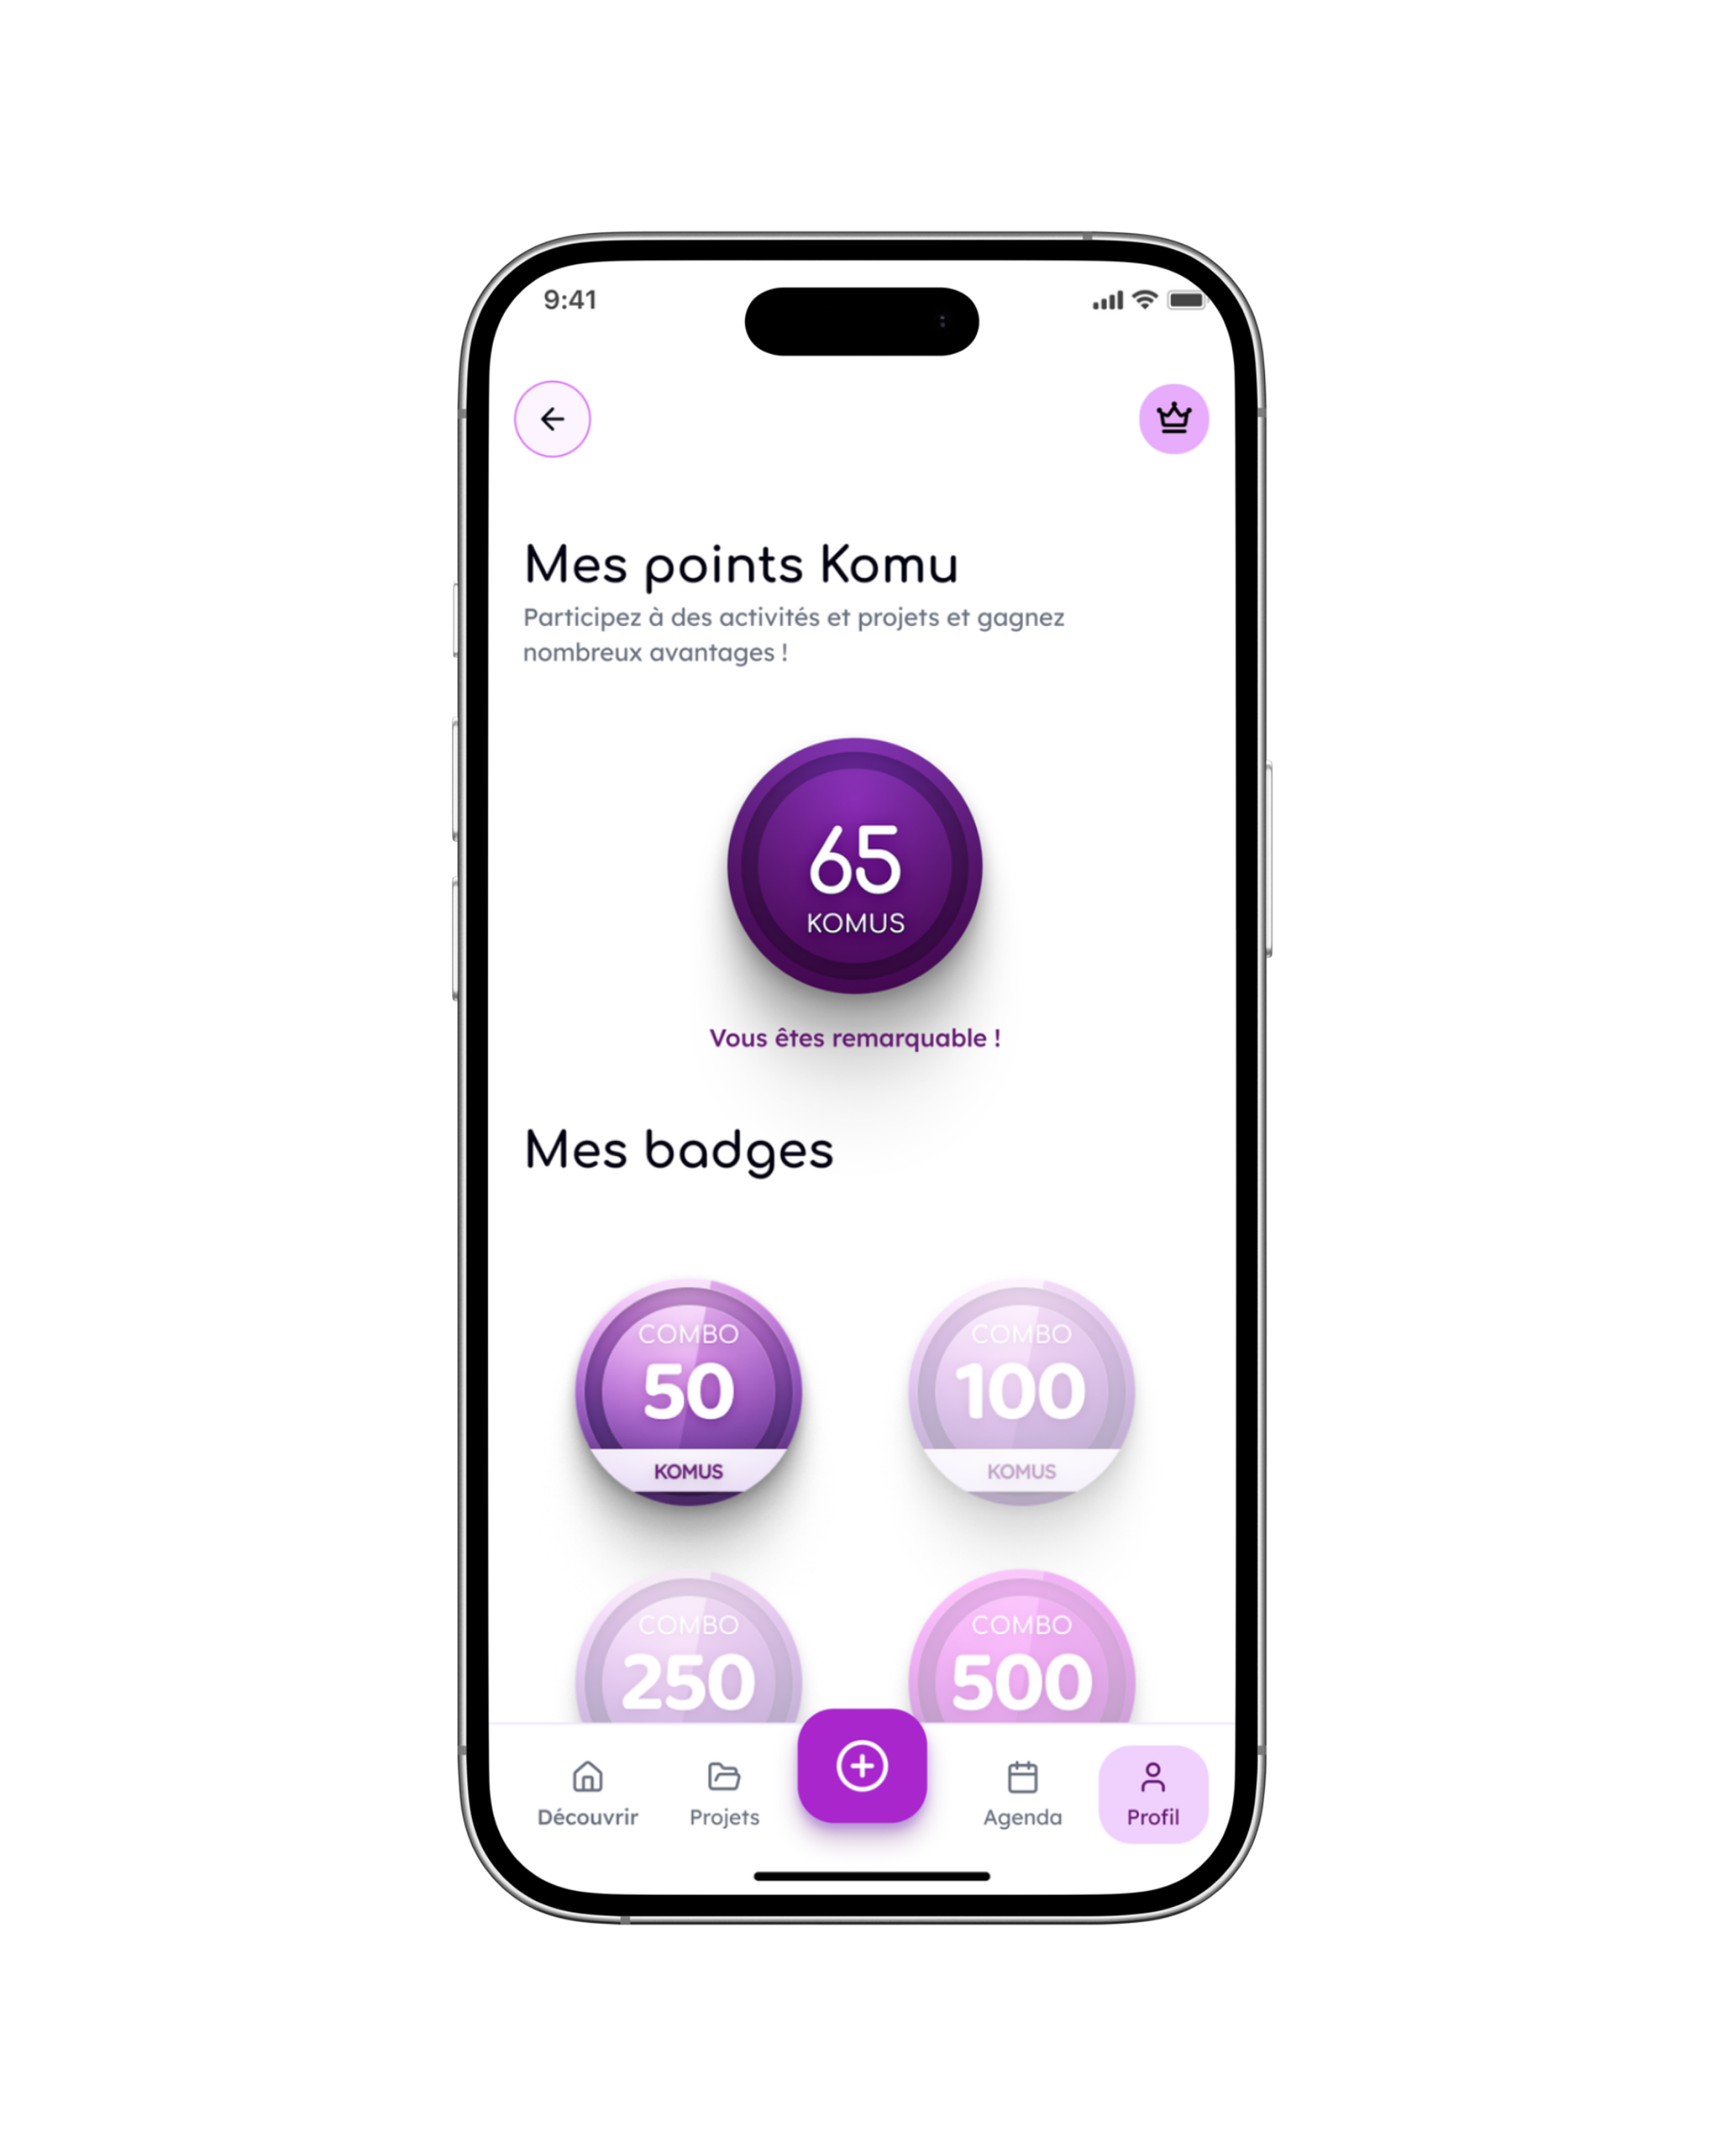 9:41
Mes points Komu
Participez à des activités et projets et gagnez
nombreux avantages !
65
KOMUS
Vous êtes remarquable !
Mes badges
COMBO
50
KOMUS
COMBO
100
KOMUS
COMBO
250
COMBO
500
Découvrir
Projets
Agenda
Profil